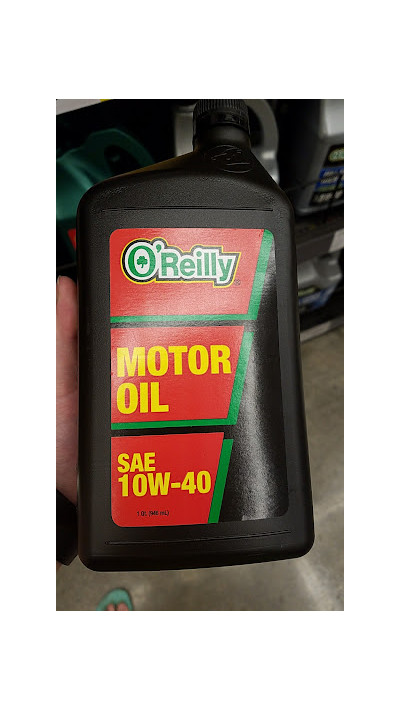 O'Reilly
MOTOR
OIL
SAE
10W-40
1 Qt. (946 mL)